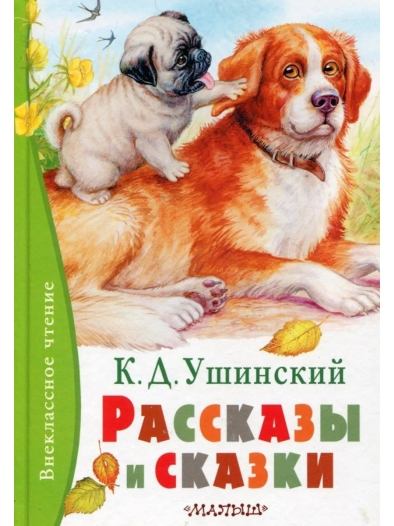 Внеклассное чтение
К. Д. Ушинский
Рассказы
и сказки
«МАЛЫШ»